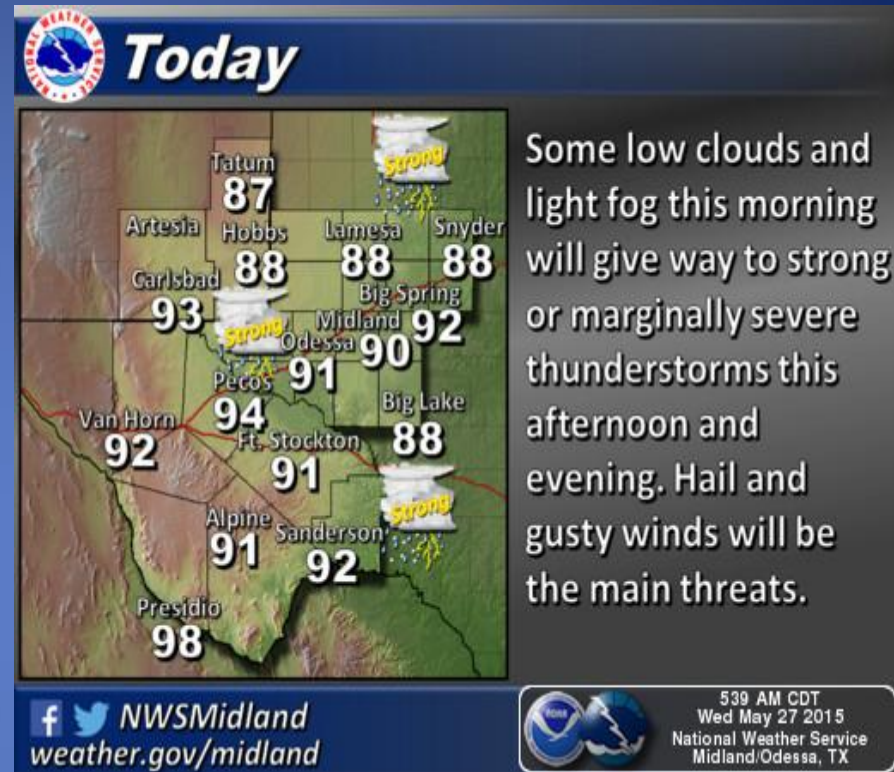 NATIONAL WEATHER SERVICE
Today
Strong
Tatum
87
Artesia
Hobbs
88
Lamesa
88
Snyder
88
Carlsbad
93
Big Spring
92
Strong
Midland
90
Odessa
91
Pecos
94
Big Lake
88
Van Horn
92
Ft. Stockton
91
Strong
Alpine
91
Sanderson
92
Presidio
98
Some low clouds and
light fog this morning
will give way to strong
or marginally severe
thunderstorms this
afternoon and
evening. Hail and
gusty winds will be
the main threats.
NWSMidland
weather.gov/midland
NOAA
539 AM CDT
Wed May 27 2015
National Weather Service
Midland/Odessa, TX